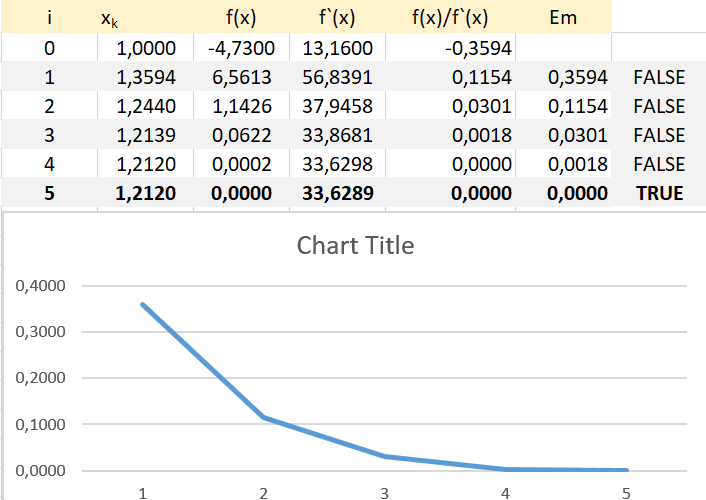 i xk f(x) f`(x) f(x)/f`(x) Em
0 1,0000 -4,7300 13,1600 -0,3594
1 1,3594 6,5613 56,8391 0,1154 0,3594 FALSE
2 1,2440 1,1426 37,9458 0,0301 0,1154 FALSE
3 1,2139 0,0622 33,8681 0,0018 0,0301 FALSE
4 1,2120 0,0002 33,6298 0,0000 0,0018 FALSE
5 1,2120 0,0000 33,6289 0,0000 0,0000 TRUE
Chart Title
0,4000
0,3000
0,2000
0,1000
0,0000
1 2 3 4 5